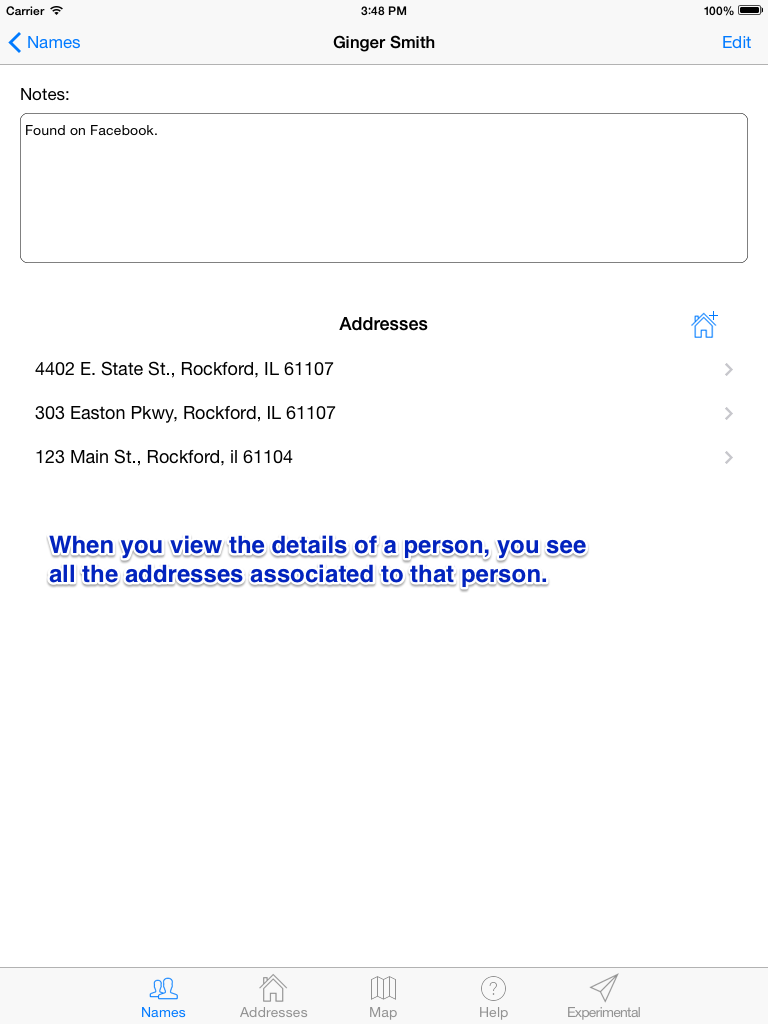 Carrier 3:48 PM 100%
Names Ginger Smith Edit
Notes:
Found on Facebook.
Addresses
4402 E. State St., Rockford, IL 61107
303 Easton Pkwy, Rockford, IL 61107
123 Main St., Rockford, il 61104
When you view the details of a person, you see
all the addresses associated to that person.
Names Addresses Map Help Experimental